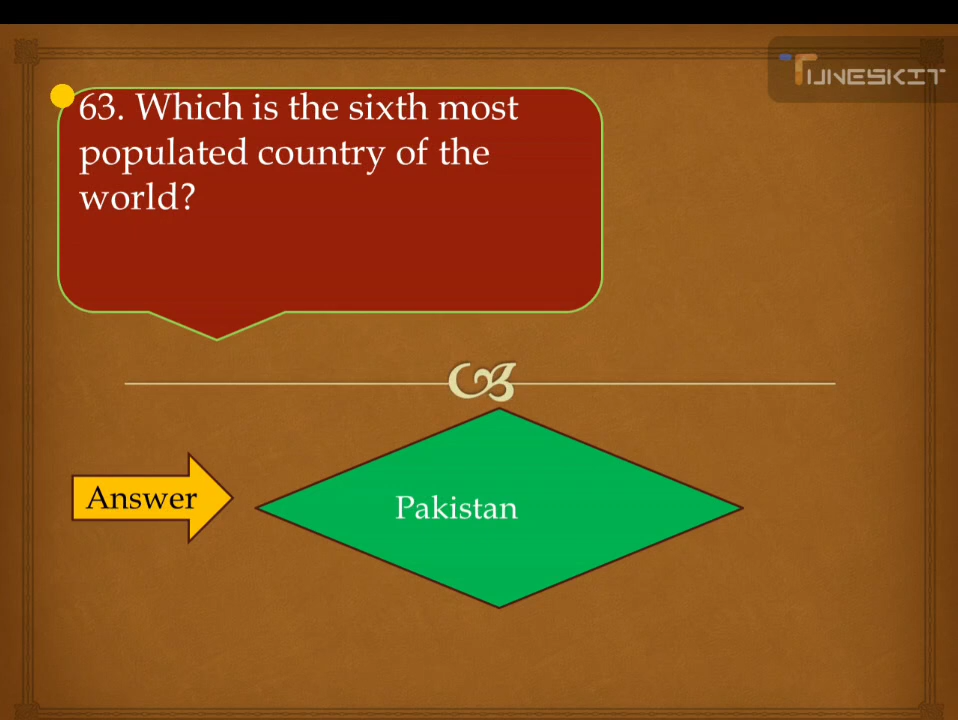 TUNESKIT
63. Which is the sixth most
populated country of the
world?
Answer
Pakistan